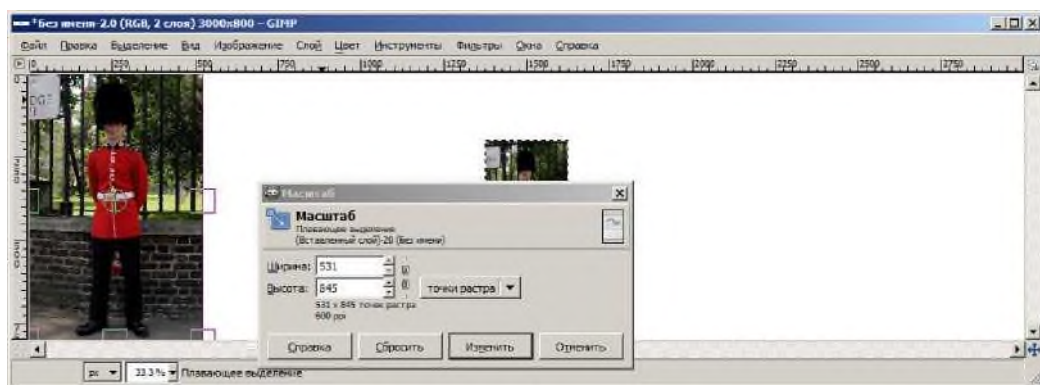 *Без имени-2.0 (RGB, 2 слоя) 3000x800 – GIMP
Файл Правка Выделение Вид Изображение Слой Цвет Инструменты Фильтры Окна Справка
0 250 500 750 1000 1250 1500 1750 2000 2250 2500 2750
Масштаб
Масштаб
Плавающее выделение
(Вставленный слой)-20 (Без имени)
Ширина: 531
Высота: 845 точки растра
531 x 845 точек растра
600 ppi
Справка Сбросить Изменить Отменить
px 33.3 % Плавающее выделение